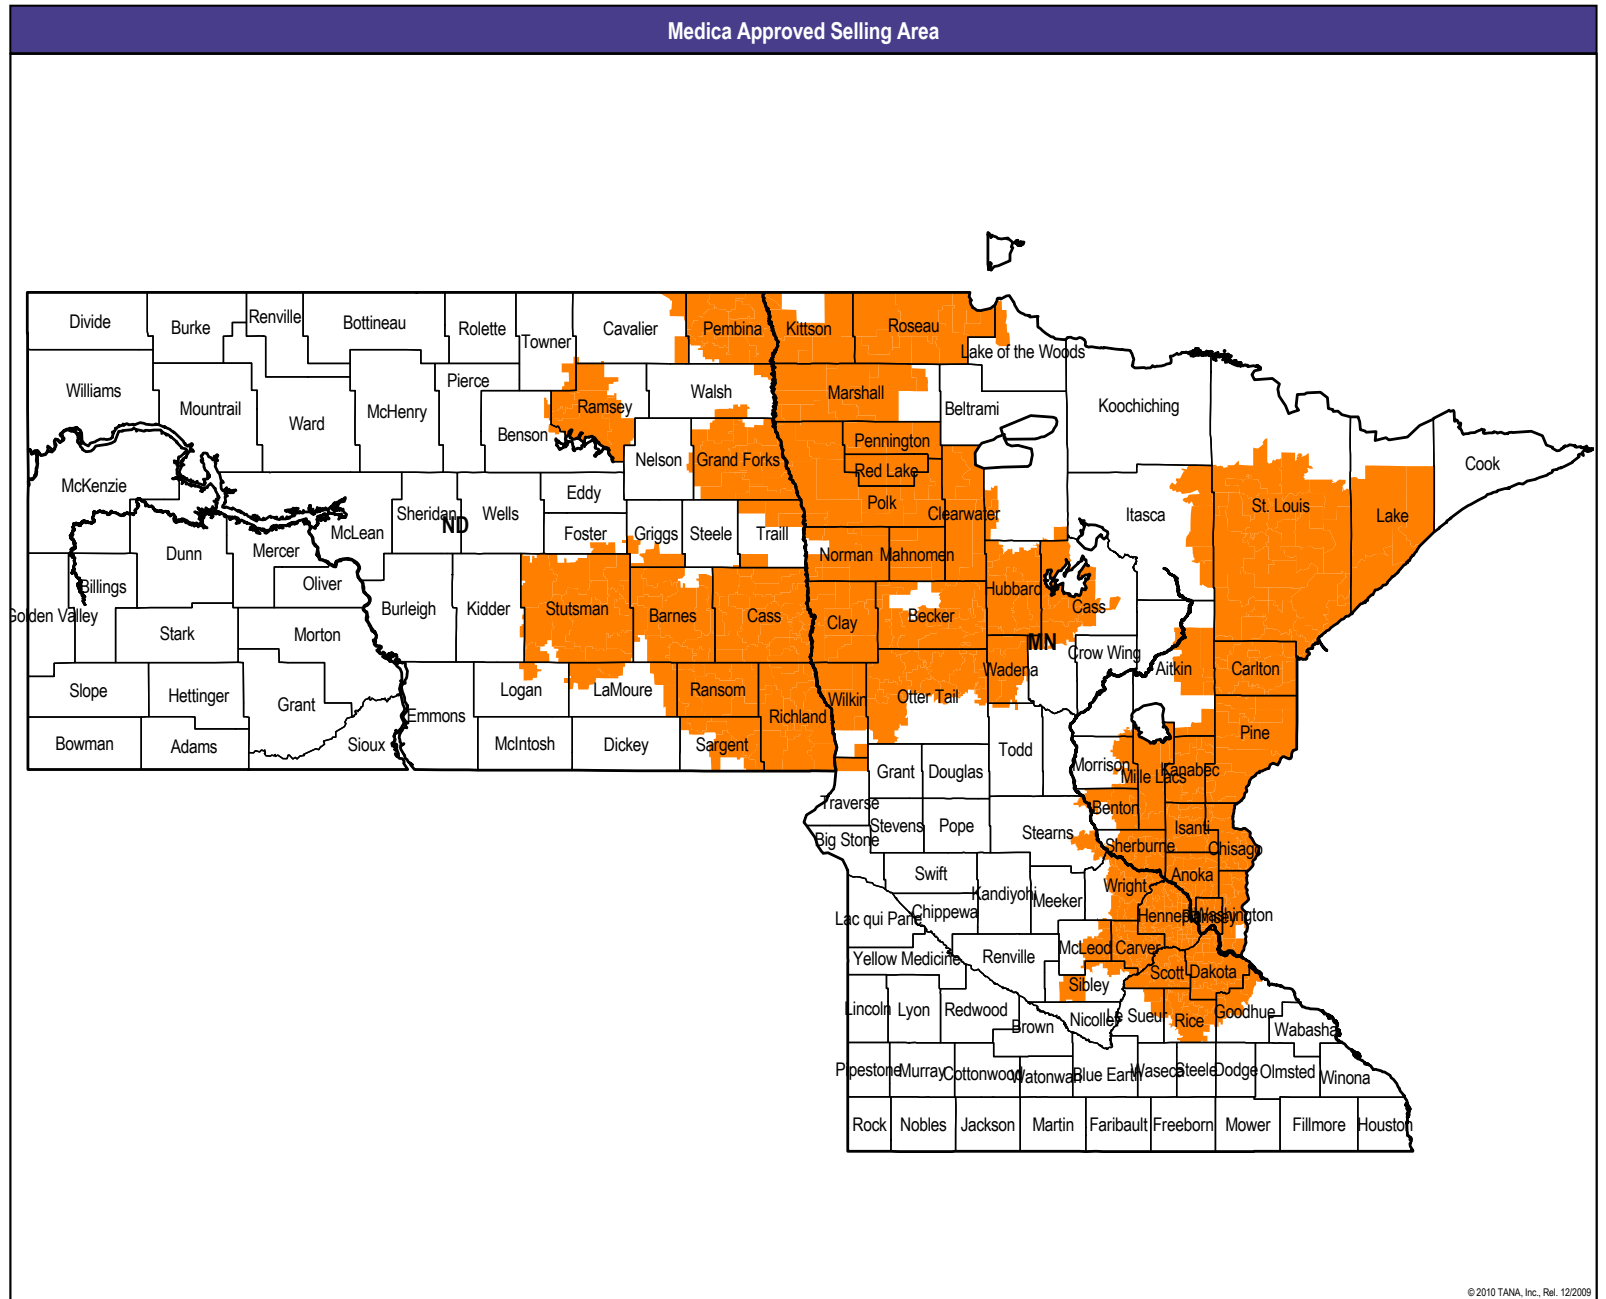 Medica Approved Selling Area
Divide
Burke
Renville
Bottineau
Rolette
Towner
Cavalier
Pembina
Kittson
Roseau
Lake of the Woods
Williams
Mountrail
Ward
McHenry
Pierce
Benson
Ramsey
Walsh
Marshall
Beltrami
Koochiching
Nelson
Grand Forks
Pennington
Red Lake
Polk
Clearwater
Itasca
St. Louis
Lake
Cook
McKenzie
Dunn
Mercer
McLean
Sheridan
ND
Wells
Eddy
Foster
Griggs
Steele
Traill
Norman
Mahnomen
Golden Valley
Billings
Stark
Oliver
Morton
Burleigh
Kidder
Stutsman
Barnes
Cass
Clay
Becker
Hubbard
Cass
MN
Crow Wing
Aitkin
Carlton
Slope
Hettinger
Grant
Emmons
Logan
LaMoure
Ransom
Richland
Wilkin
Otter Tail
Wadena
Bowman
Adams
Sioux
McIntosh
Dickey
Sargent
Todd
Morrison
Mille Lacs
Kanabec
Pine
Grant
Douglas
Traverse
Stevens
Pope
Stearns
Benton
Isanti
Big Stone
Sherburne
Chisago
Swift
Kandiyohi
Meeker
Wright
Anoka
Lac qui Parle
Chippewa
Hennepin
Ramsey
Washington
Yellow Medicine
Renville
McLeod
Carver
Scott
Dakota
Sibley
Lincoln
Lyon
Redwood
Brown
Nicollet
Le Sueur
Rice
Goodhue
Wabasha
Pipestone
Murray
Cottonwood
Watonwan
Blue Earth
Waseca
Steele
Dodge
Olmsted
Winona
Rock
Nobles
Jackson
Martin
Faribault
Freeborn
Mower
Fillmore
Houston
© 2010 TANA, Inc., Rel. 12/2009